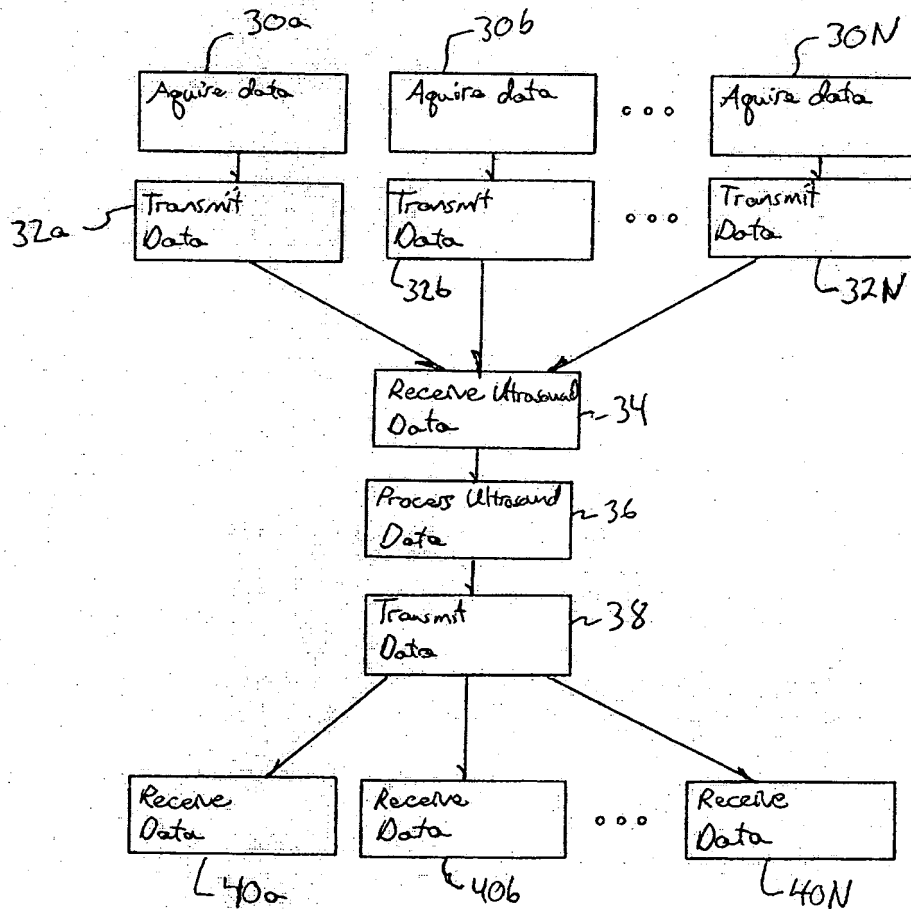 30a
30b
30N
Aquire data
Aquire data
Aquire data
Transmit
Data
Transmit
Data
Transmit
Data
32a
32b
32N
Receive Utrasound
Data
34
Process Ultrasound
Data
36
Transmit
Data
38
Receive
Data
Receive
Data
Receive
Data
40a
40b
40N